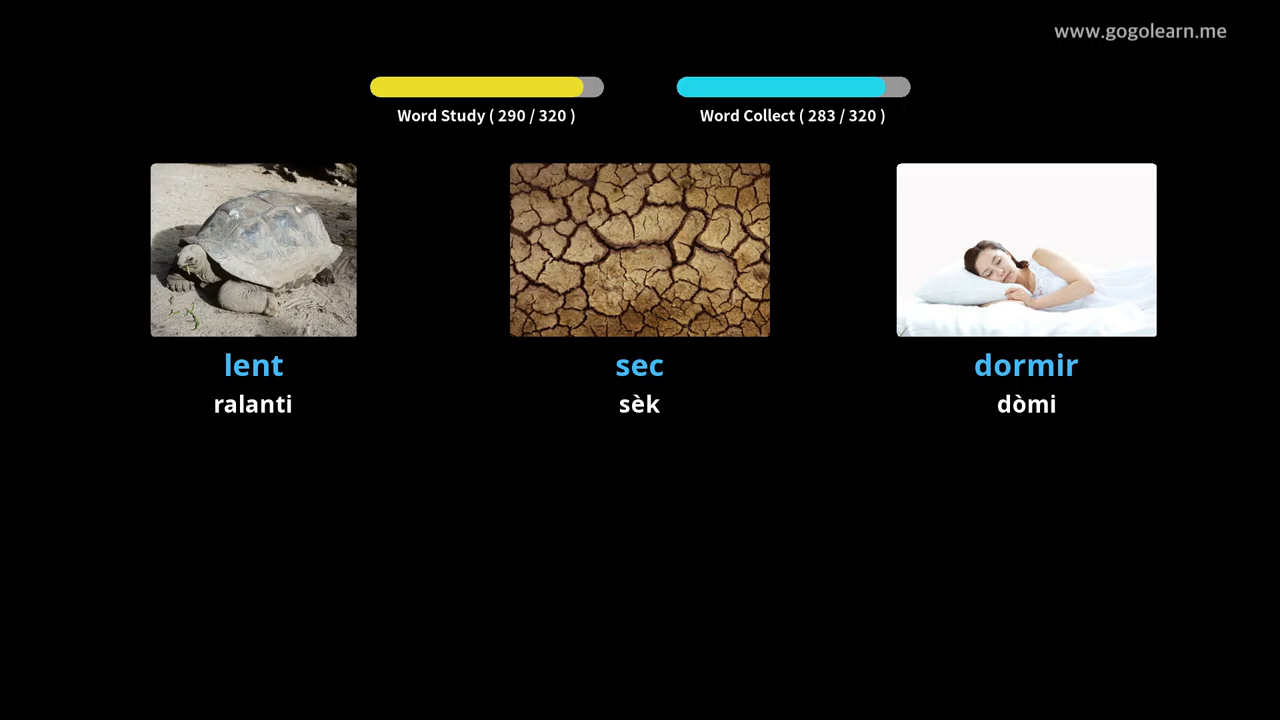 www.gogolearn.me
Word Study ( 290 / 320 )
Word Collect ( 283 / 320 )
lent
ralanti
sec
sèk
dormir
dòmi